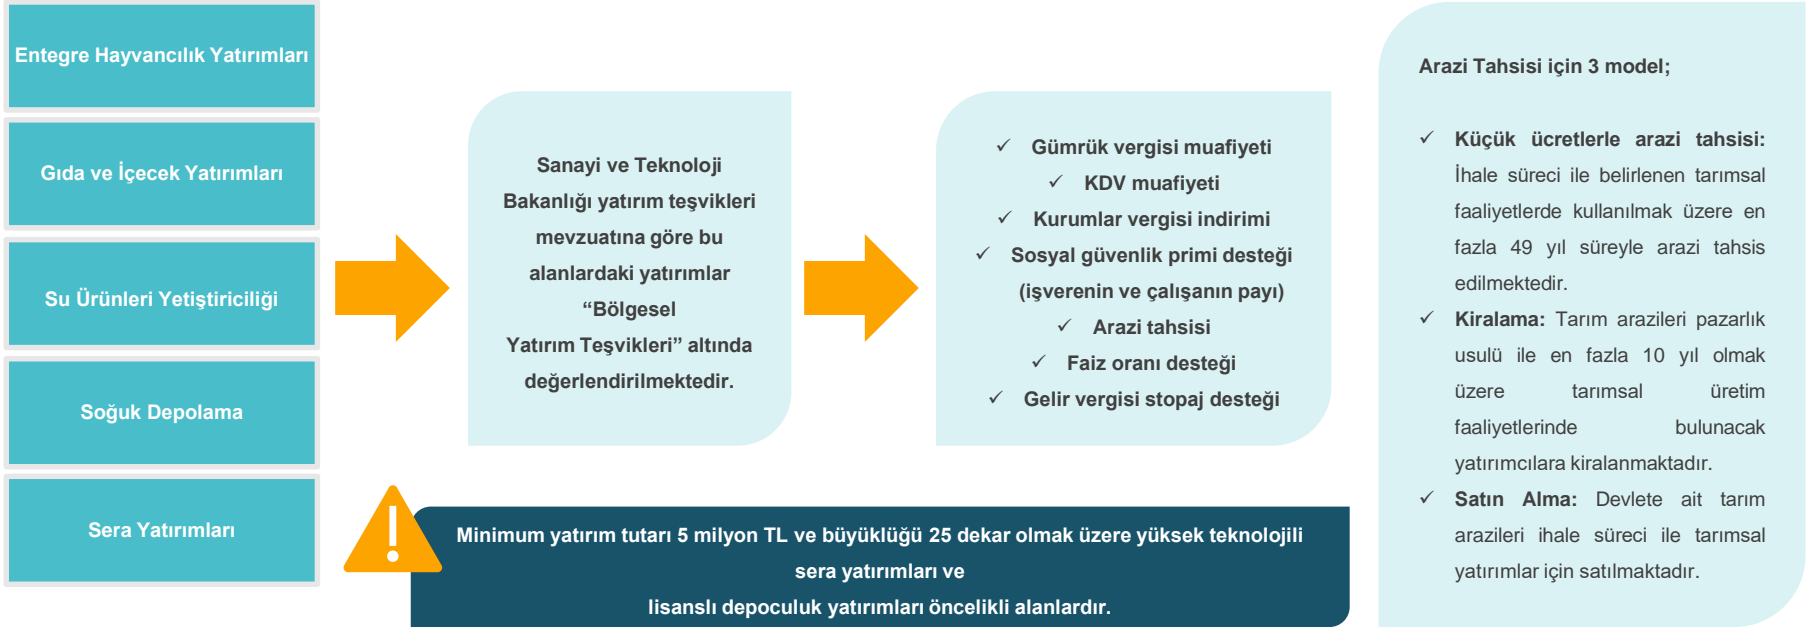 Entegre Hayvancılık Yatırımları
Gıda ve İçecek Yatırımları
Su Ürünleri Yetiştiriciliği
Soğuk Depolama
Sera Yatırımları
Sanayi ve Teknoloji
Bakanlığı yatırım teşvikleri
mevzuatına göre bu
alanlardaki yatırımlar
“Bölgesel
Yatırım Teşvikleri” altında
değerlendirilmektedir.
✓ Gümrük vergisi muafiyeti
✓ KDV muafiyeti
✓ Kurumlar vergisi indirimi
✓ Sosyal güvenlik primi desteği
(işverenin ve çalışanın payı)
✓ Arazi tahsisi
✓ Faiz oranı desteği
✓ Gelir vergisi stopaj desteği
Minimum yatırım tutarı 5 milyon TL ve büyüklüğü 25 dekar olmak üzere yüksek teknolojili
sera yatırımları ve
lisanslı depoculuk yatırımları öncelikli alanlardır.
Arazi Tahsisi için 3 model;
✓ Küçük ücretlerle arazi tahsisi:
İhale süreci ile belirlenen tarımsal
faaliyetlerde kullanılmak üzere en
fazla 49 yıl süreyle arazi tahsis
edilmektedir.
✓ Kiralama: Tarım arazileri pazarlık
usulü ile en fazla 10 yıl olmak
üzere tarımsal üretim
faaliyetlerinde bulunacak
yatırımcılara kiralanmaktadır.
✓ Satın Alma: Devlete ait tarım
arazileri ihale süreci ile tarımsal
yatırımlar için satılmaktadır.